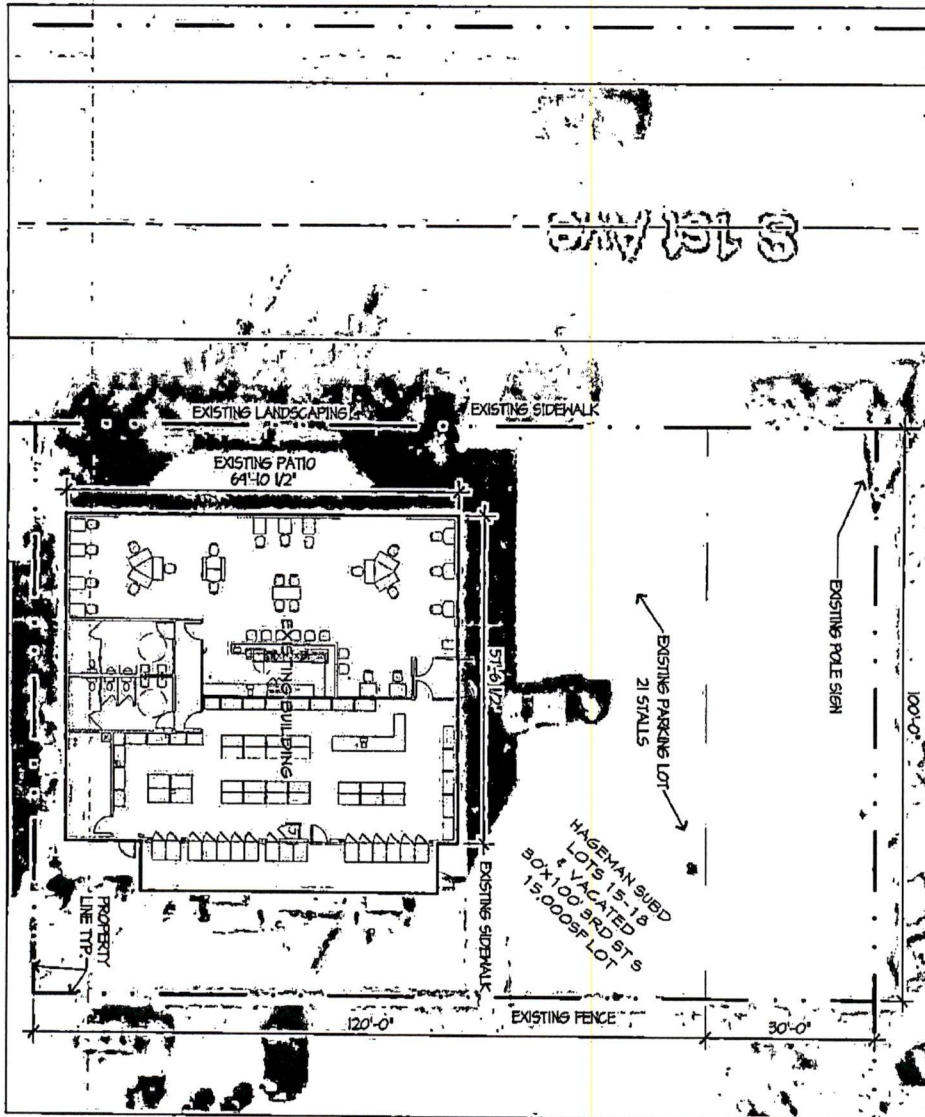 S 1st Ave
EXISTING LANDSCAPING
EXISTING SIDEWALK
EXISTING PATIO
64'-10 1/2"
EXISTING BUILDING
51'-6 1/2"
EXISTING PARKING LOT
21 STALLS
EXISTING POLE SIGN
100'-0"
HAGEMAN SUBD
LOTS 15-18
& VACATED
30X100' 3RD ST S
15,000SF LOT
EXISTING SIDEWALK
PROPERTY
LINE TYP.
120'-0"
EXISTING FENCE
30'-0"